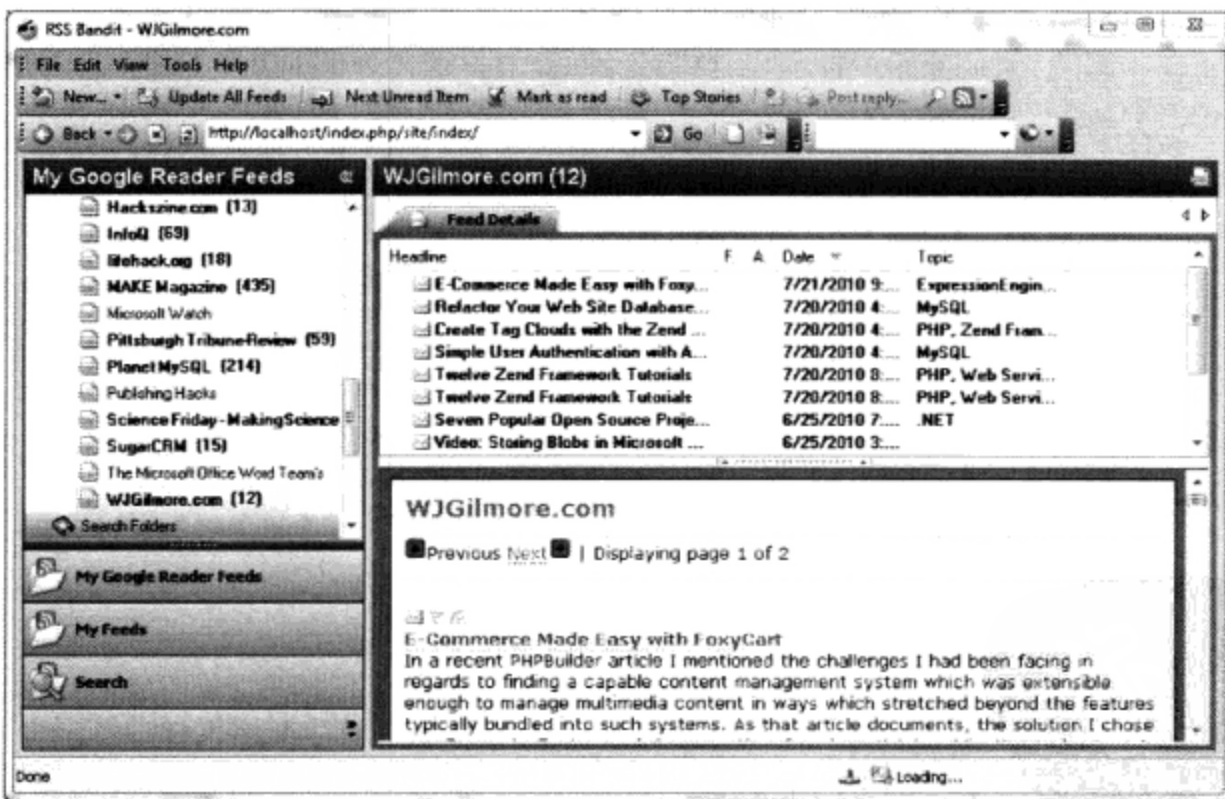 RSS Bandit - WJGilmore.com
File Edit View Tools Help
New... Update All Feeds Next Unread Item Mark as read Top Stories Post reply...
Back http://localhost/index.php/site/index/ Go
My Google Reader Feeds
Hackszine.com (13)
InfoQ (69)
lifehack.org (18)
MAKE Magazine (435)
Microsoft Watch
Pittsburgh Tribune-Review (59)
Planet MySQL (214)
Publishing Hacks
Science Friday - Making Science
SugarCRM (15)
The Microsoft Office Word Team's
WJGilmore.com (12)
Search Folders
My Google Reader Feeds
My Feeds
Search
WJGilmore.com (12)
Feed Details
Headline F. A. Date Topic
E-Commerce Made Easy with Foxy... 7/21/2010 9:... ExpressionEngin...
Refactor Your Web Site Database... 7/20/2010 4:... MySQL
Create Tag Clouds with the Zend ... 7/20/2010 4:... PHP, Zend Fram...
Simple User Authentication with A... 7/20/2010 4:... MySQL
Twelve Zend Framework Tutorials 7/20/2010 8:... PHP, Web Servi...
Twelve Zend Framework Tutorials 7/20/2010 8:... PHP, Web Servi...
Seven Popular Open Source Proje... 6/25/2010 7:... .NET
Video: Storing Blobs in Microsoft ... 6/25/2010 3:...
WJGilmore.com
Previous Next | Displaying page 1 of 2
E-Commerce Made Easy with FoxyCart
In a recent PHPBuilder article I mentioned the challenges I had been facing in
regards to finding a capable content management system which was extensible
enough to manage multimedia content in ways which stretched beyond the features
typically bundled into such systems. As that article documents, the solution I chose
Done Loading...